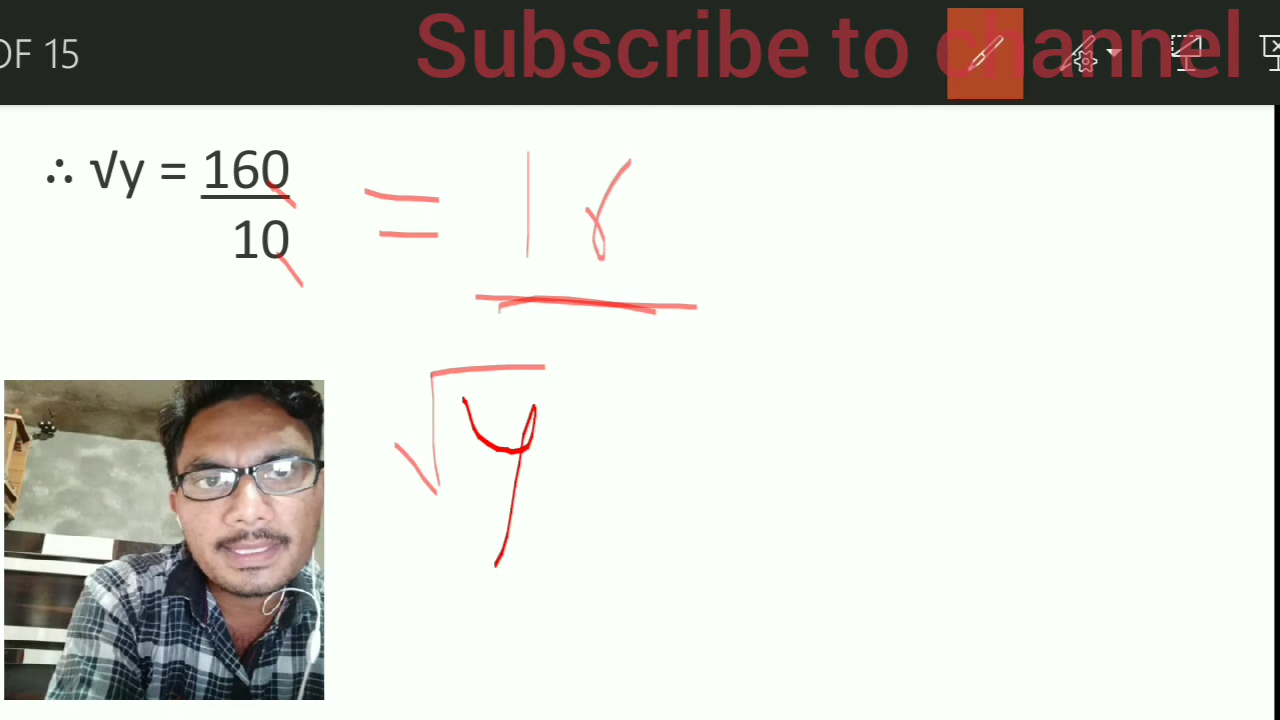 Subscribe to channel
OF 15
∴ √y = 160 = 16
10
√y